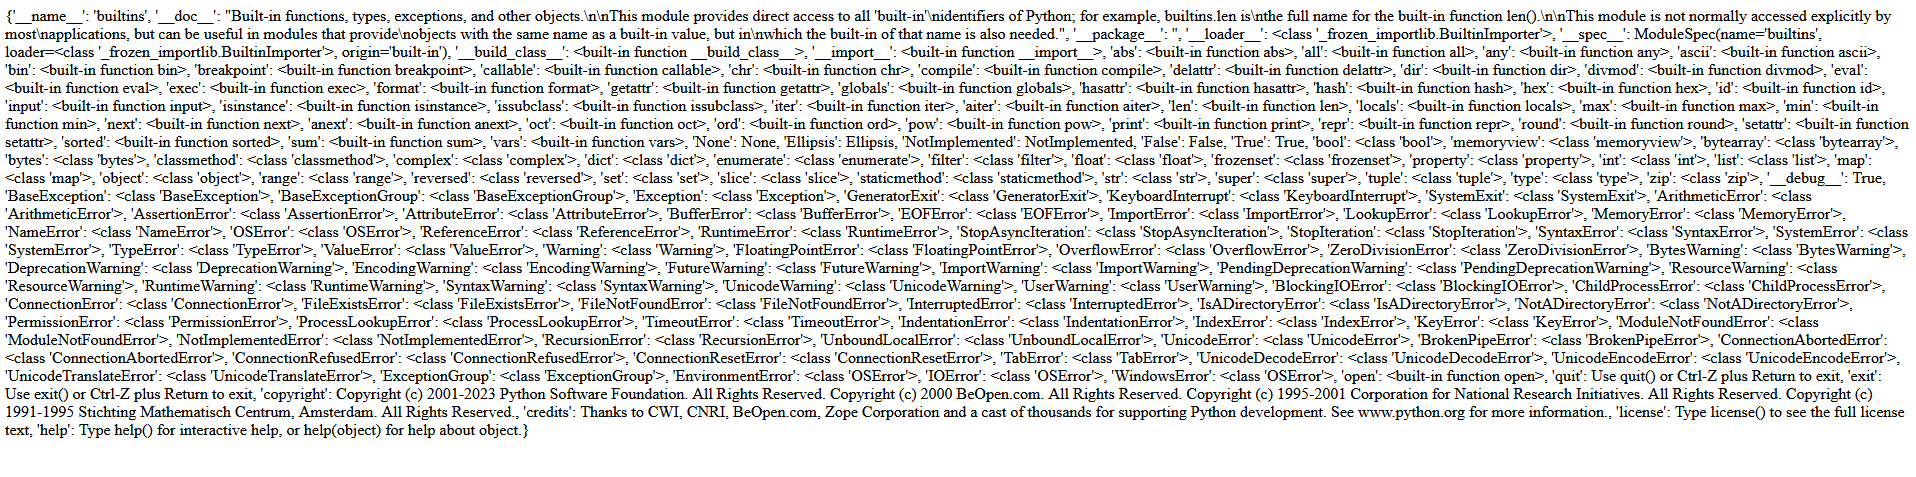 {'__name__': 'builtins', '__doc__': "Built-in functions, types, exceptions, and other objects.\n\nThis module provides direct access to all 'built-in'\nidentifiers of Python; for example, builtins.len is\nthe full name for the built-in function len().\n\nThis module is not normally accessed explicitly by
most\napplications, but can be useful in modules that provide\nobjects with the same name as a built-in value, but in\nwhich the built-in of that name is also needed.", '__package__': '', '__loader__': <class '_frozen_importlib.BuiltinImporter'>, '__spec__': ModuleSpec(name='builtins',
loader=<class '_frozen_importlib.BuiltinImporter'>, origin='built-in'), '__build_class__': <built-in function __build_class__>, '__import__': <built-in function __import__>, 'abs': <built-in function abs>, 'all': <built-in function all>, 'any': <built-in function any>, 'ascii': <built-in function ascii>,
'bin': <built-in function bin>, 'breakpoint': <built-in function breakpoint>, 'callable': <built-in function callable>, 'chr': <built-in function chr>, 'compile': <built-in function compile>, 'delattr': <built-in function delattr>, 'dir': <built-in function dir>, 'divmod': <built-in function divmod>, 'eval':
<built-in function eval>, 'exec': <built-in function exec>, 'format': <built-in function format>, 'getattr': <built-in function getattr>, 'globals': <built-in function globals>, 'hasattr': <built-in function hasattr>, 'hash': <built-in function hash>, 'hex': <built-in function hex>, 'id': <built-in function id>,
'input': <built-in function input>, 'isinstance': <built-in function isinstance>, 'issubclass': <built-in function issubclass>, 'iter': <built-in function iter>, 'aiter': <built-in function aiter>, 'len': <built-in function len>, 'locals': <built-in function locals>, 'max': <built-in function max>, 'min': <built-in
function min>, 'next': <built-in function next>, 'anext': <built-in function anext>, 'oct': <built-in function oct>, 'ord': <built-in function ord>, 'pow': <built-in function pow>, 'print': <built-in function print>, 'repr': <built-in function repr>, 'round': <built-in function round>, 'setattr': <built-in function
setattr>, 'sorted': <built-in function sorted>, 'sum': <built-in function sum>, 'vars': <built-in function vars>, 'None': None, 'Ellipsis': Ellipsis, 'NotImplemented': NotImplemented, 'False': False, 'True': True, 'bool': <class 'bool'>, 'memoryview': <class 'memoryview'>, 'bytearray': <class 'bytearray'>,
'bytes': <class 'bytes'>, 'classmethod': <class 'classmethod'>, 'complex': <class 'complex'>, 'dict': <class 'dict'>, 'enumerate': <class 'enumerate'>, 'filter': <class 'filter'>, 'float': <class 'float'>, 'frozenset': <class 'frozenset'>, 'property': <class 'property'>, 'int': <class 'int'>, 'list': <class 'list'>, 'map':
<class 'map'>, 'object': <class 'object'>, 'range': <class 'range'>, 'reversed': <class 'reversed'>, 'set': <class 'set'>, 'slice': <class 'slice'>, 'staticmethod': <class 'staticmethod'>, 'str': <class 'str'>, 'super': <class 'super'>, 'tuple': <class 'tuple'>, 'type': <class 'type'>, 'zip': <class 'zip'>, '__debug__': True,
'BaseException': <class 'BaseException'>, 'BaseExceptionGroup': <class 'BaseExceptionGroup'>, 'Exception': <class 'Exception'>, 'GeneratorExit': <class 'GeneratorExit'>, 'KeyboardInterrupt': <class 'KeyboardInterrupt'>, 'SystemExit': <class 'SystemExit'>, 'ArithmeticError': <class
'ArithmeticError'>, 'AssertionError': <class 'AssertionError'>, 'AttributeError': <class 'AttributeError'>, 'BufferError': <class 'BufferError'>, 'EOFError': <class 'EOFError'>, 'ImportError': <class 'ImportError'>, 'LookupError': <class 'LookupError'>, 'MemoryError': <class 'MemoryError'>,
'NameError': <class 'NameError'>, 'OSError': <class 'OSError'>, 'ReferenceError': <class 'ReferenceError'>, 'RuntimeError': <class 'RuntimeError'>, 'StopAsyncIteration': <class 'StopAsyncIteration'>, 'StopIteration': <class 'StopIteration'>, 'SyntaxError': <class 'SyntaxError'>, 'SystemError': <class
'SystemError'>, 'TypeError': <class 'TypeError'>, 'ValueError': <class 'ValueError'>, 'Warning': <class 'Warning'>, 'FloatingPointError': <class 'FloatingPointError'>, 'OverflowError': <class 'OverflowError'>, 'ZeroDivisionError': <class 'ZeroDivisionError'>, 'BytesWarning': <class 'BytesWarning'>,
'DeprecationWarning': <class 'DeprecationWarning'>, 'EncodingWarning': <class 'EncodingWarning'>, 'FutureWarning': <class 'FutureWarning'>, 'ImportWarning': <class 'ImportWarning'>, 'PendingDeprecationWarning': <class 'PendingDeprecationWarning'>, 'ResourceWarning': <class
'ResourceWarning'>, 'RuntimeWarning': <class 'RuntimeWarning'>, 'SyntaxWarning': <class 'SyntaxWarning'>, 'UnicodeWarning': <class 'UnicodeWarning'>, 'UserWarning': <class 'UserWarning'>, 'BlockingIOError': <class 'BlockingIOError'>, 'ChildProcessError': <class 'ChildProcessError'>,
'ConnectionError': <class 'ConnectionError'>, 'FileExistsError': <class 'FileExistsError'>, 'FileNotFoundError': <class 'FileNotFoundError'>, 'InterruptedError': <class 'InterruptedError'>, 'IsADirectoryError': <class 'IsADirectoryError'>, 'NotADirectoryError': <class 'NotADirectoryError'>,
'PermissionError': <class 'PermissionError'>, 'ProcessLookupError': <class 'ProcessLookupError'>, 'TimeoutError': <class 'TimeoutError'>, 'IndentationError': <class 'IndentationError'>, 'IndexError': <class 'IndexError'>, 'KeyError': <class 'KeyError'>, 'ModuleNotFoundError': <class
'ModuleNotFoundError'>, 'NotImplementedError': <class 'NotImplementedError'>, 'RecursionError': <class 'RecursionError'>, 'UnboundLocalError': <class 'UnboundLocalError'>, 'UnicodeError': <class 'UnicodeError'>, 'BrokenPipeError': <class 'BrokenPipeError'>, 'ConnectionAbortedError':
<class 'ConnectionAbortedError'>, 'ConnectionRefusedError': <class 'ConnectionRefusedError'>, 'ConnectionResetError': <class 'ConnectionResetError'>, 'TabError': <class 'TabError'>, 'UnicodeDecodeError': <class 'UnicodeDecodeError'>, 'UnicodeEncodeError': <class 'UnicodeEncodeError'>,
'UnicodeTranslateError': <class 'UnicodeTranslateError'>, 'ExceptionGroup': <class 'ExceptionGroup'>, 'EnvironmentError': <class 'OSError'>, 'IOError': <class 'OSError'>, 'WindowsError': <class 'OSError'>, 'open': <built-in function open>, 'quit': Use quit() or Ctrl-Z plus Return to exit, 'exit':
Use exit() or Ctrl-Z plus Return to exit, 'copyright': Copyright (c) 2001-2023 Python Software Foundation. All Rights Reserved. Copyright (c) 2000 BeOpen.com. All Rights Reserved. Copyright (c) 1995-2001 Corporation for National Research Initiatives. All Rights Reserved. Copyright (c)
1991-1995 Stichting Mathematisch Centrum, Amsterdam. All Rights Reserved., 'credits': Thanks to CWI, CNRI, BeOpen.com, Zope Corporation and a cast of thousands for supporting Python development. See www.python.org for more information., 'license': Type license() to see the full license
text, 'help': Type help() for interactive help, or help(object) for help about object.}